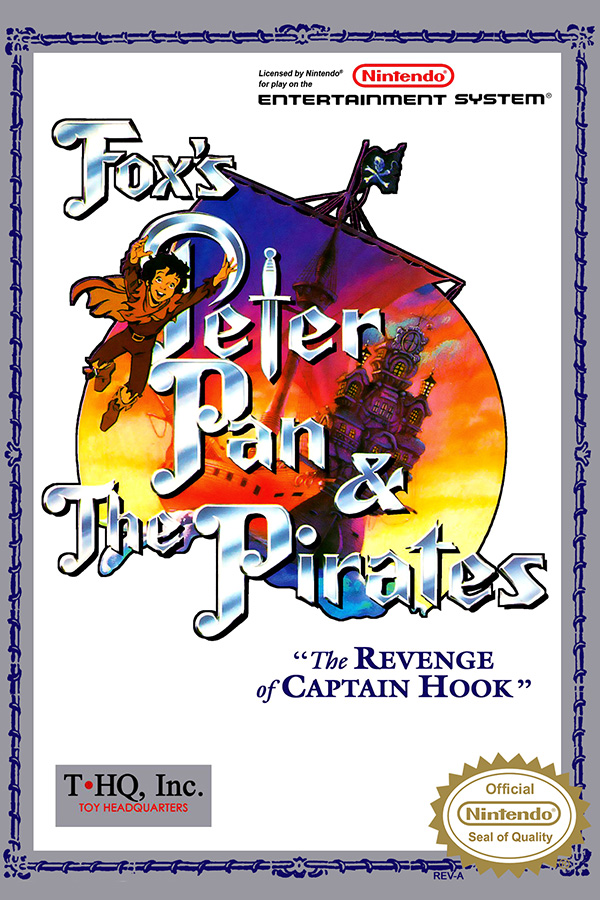 Licensed by Nintendo®
for play on the
Nintendo®
ENTERTAINMENT SYSTEM®
Fox's
Peter
Pan
&
The Pirates
"The REVENGE
of CAPTAIN HOOK"
T•HQ, Inc.
TOY HEADQUARTERS
Official
Nintendo®
Seal of Quality
REV-A